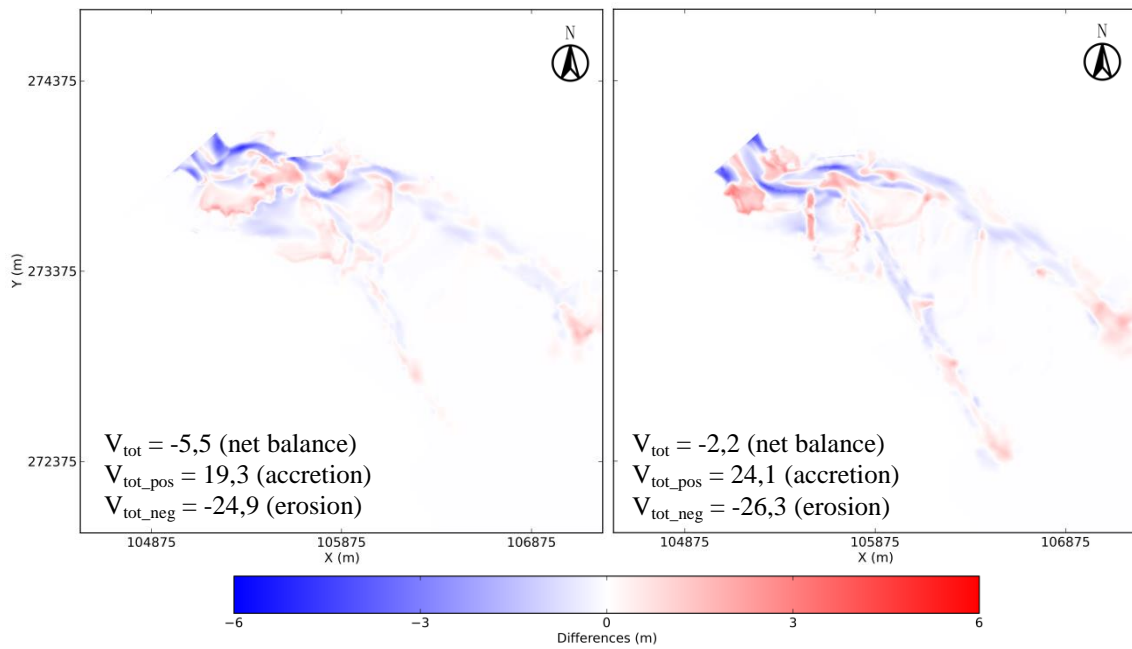 N
N
274375
273375
272375
Y (m)
V_tot = -5,5 (net balance)
V_tot_pos = 19,3 (accretion)
V_tot_neg = -24,9 (erosion)
V_tot = -2,2 (net balance)
V_tot_pos = 24,1 (accretion)
V_tot_neg = -26,3 (erosion)
104875
105875
106875
X (m)
104875
105875
106875
X (m)
−6
−3
0
3
6
Differences (m)